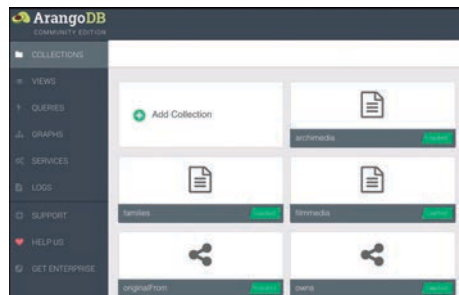 ArangoDB
COMMUNITY EDITION
COLLECTIONS
VIEWS
QUERIES
GRAPHS
SERVICES
LOGS
SUPPORT
HELP US
GET ENTERPRISE
Add Collection
archimedia
families
filmmedia
originalFrom
owns